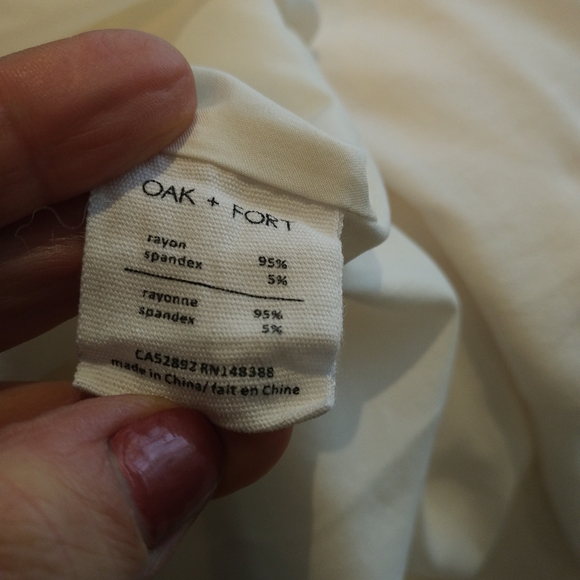 OAK + FORT
rayon 95%
spandex 5%
rayonne 95%
spandex 5%
CA52892 RN148388
made in China/ fait en Chine